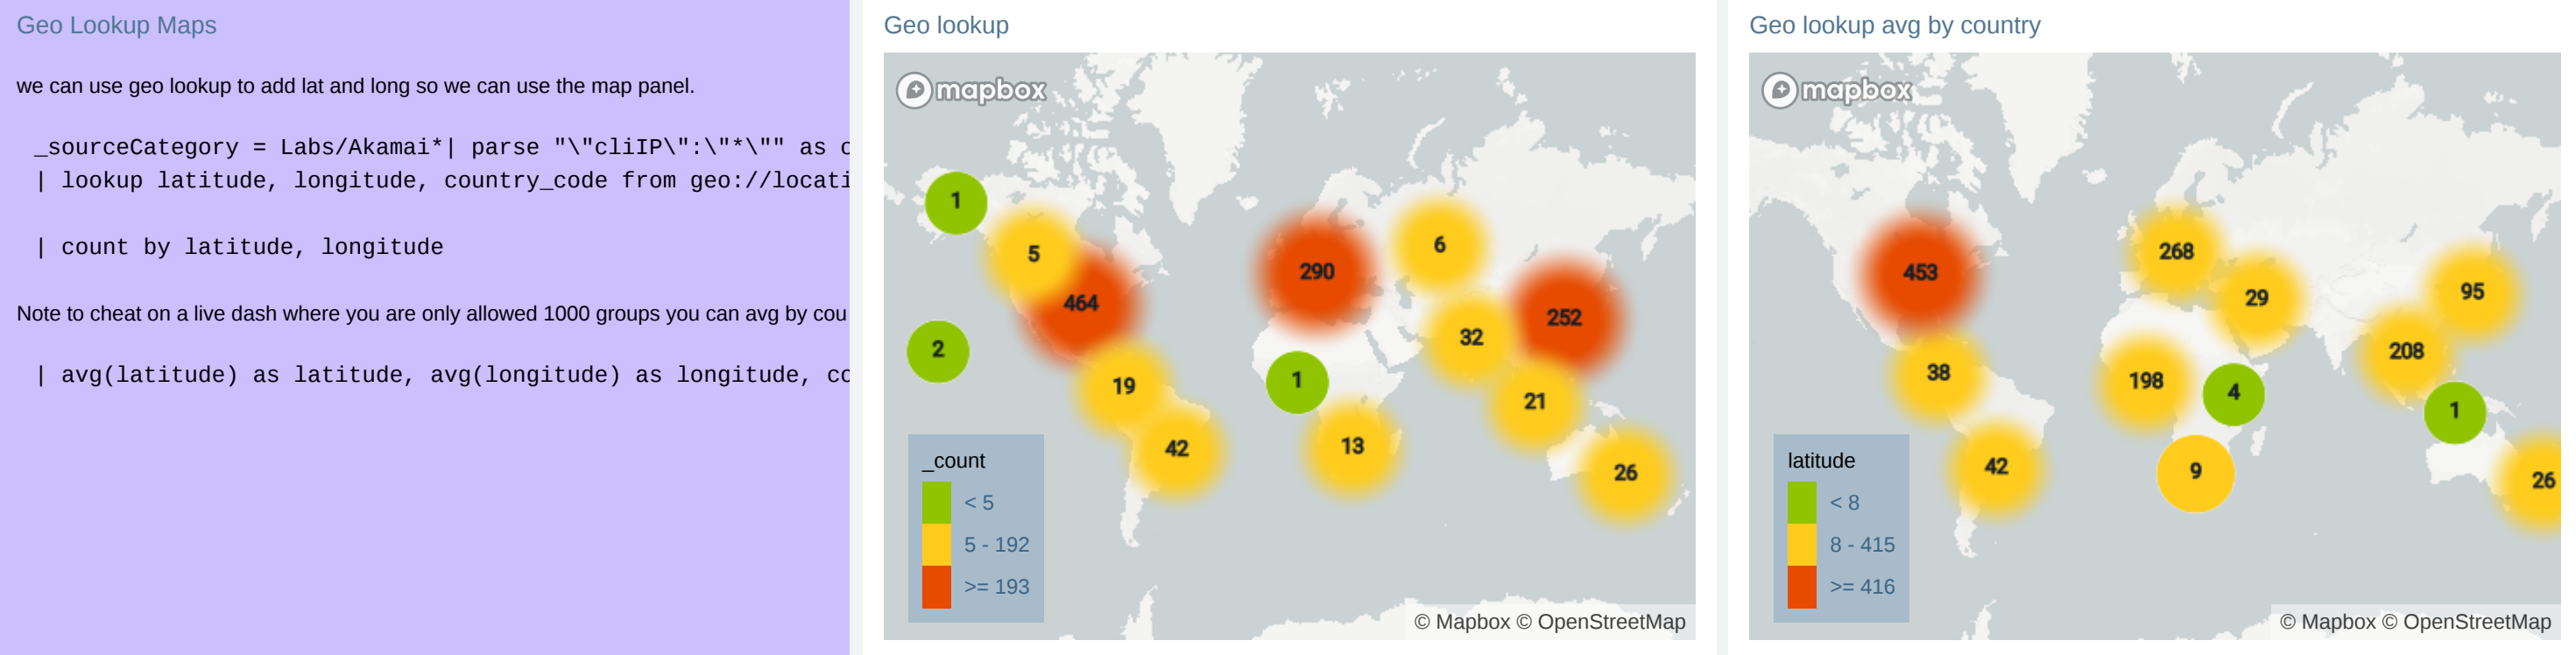 Geo Lookup Maps
we can use geo lookup to add lat and long so we can use the map panel.
_sourceCategory = Labs/Akamai*| parse "\"cliIP\":\"*\"" as c
| lookup latitude, longitude, country_code from geo://locati
| count by latitude, longitude
Note to cheat on a live dash where you are only allowed 1000 groups you can avg by cou
| avg(latitude) as latitude, avg(longitude) as longitude, co
Geo lookup
mapbox
1
5
464
2
19
42
290
6
252
32
1
21
13
26
_count
< 5
5 - 192
>= 193
© Mapbox © OpenStreetMap
Geo lookup avg by country
mapbox
453
268
29
95
208
38
198
4
1
42
9
26
latitude
< 8
8 - 415
>= 416
© Mapbox © OpenStreetMap